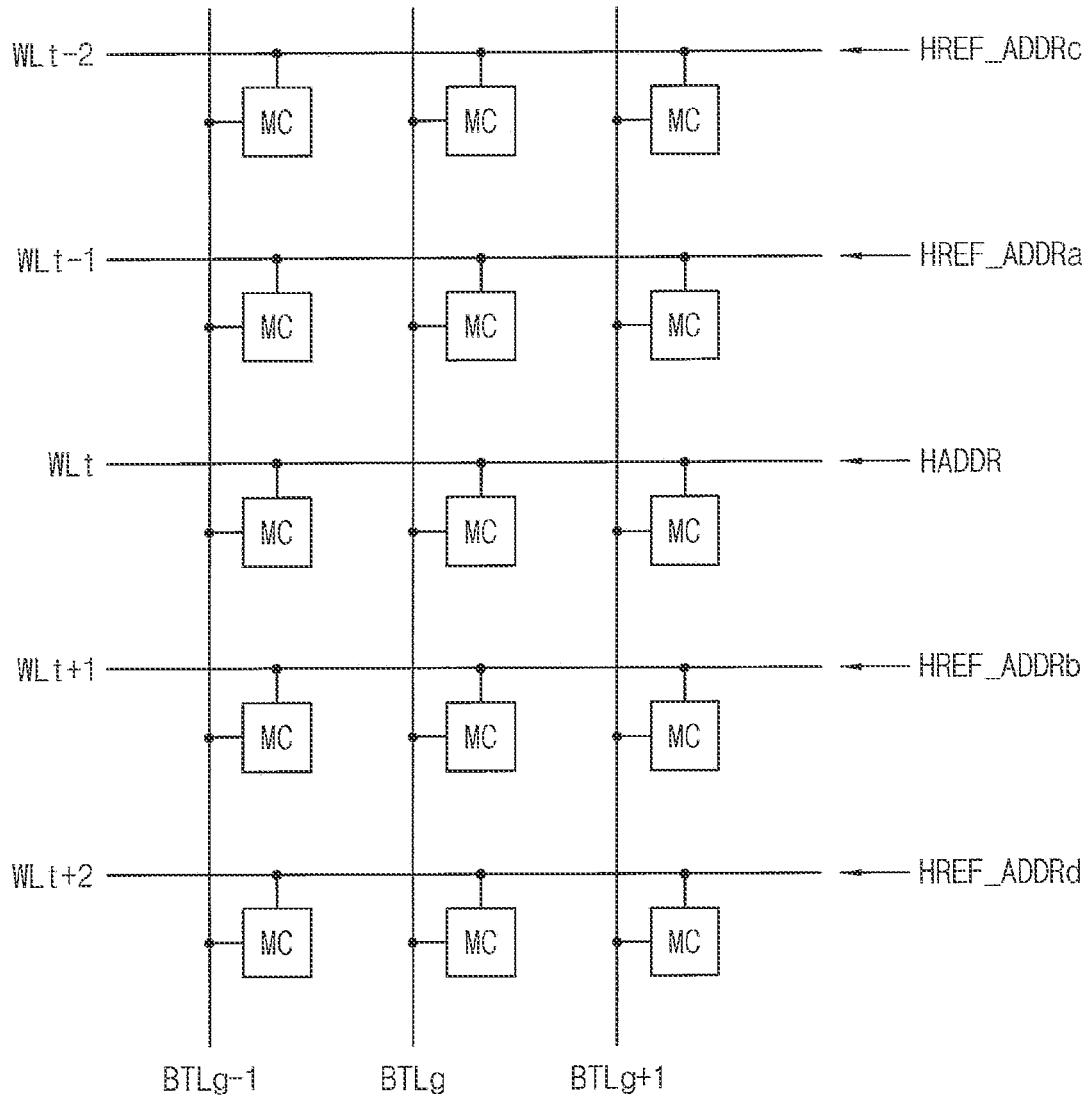 WLt-2 HREF_ADDRc
MC MC MC
WLt-1 HREF_ADDRa
MC MC MC
WLt HADDR
MC MC MC
WLt+1 HREF_ADDRb
MC MC MC
WLt+2 HREF_ADDRd
MC MC MC
BTLg-1 BTLg BTLg+1